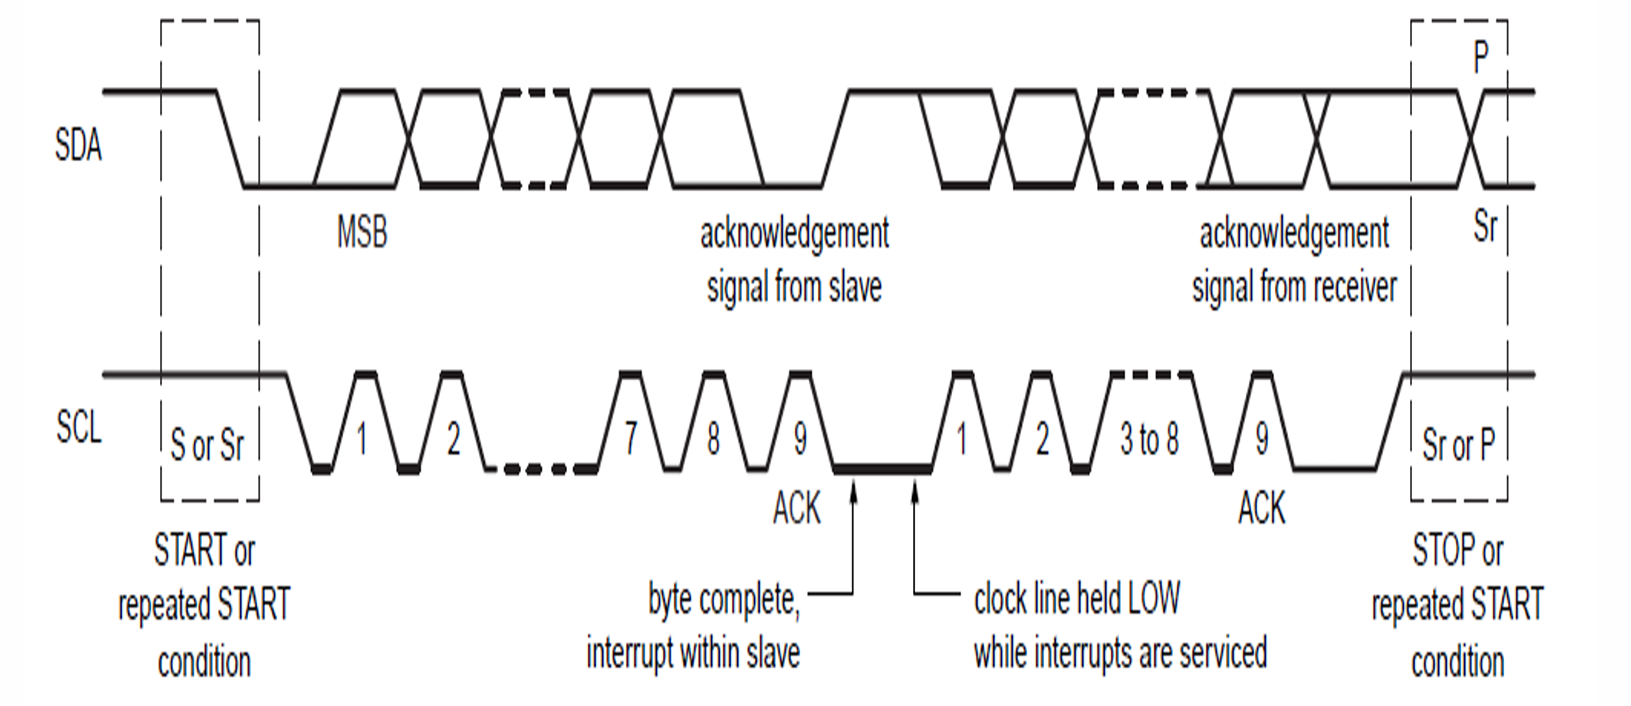 P
SDA
MSB
acknowledgement
signal from slave
acknowledgement
signal from receiver
Sr
SCL
S or Sr
1
2
7
8
9
1
2
3 to 8
9
Sr or P
ACK
ACK
START or
repeated START
condition
byte complete,
interrupt within slave
clock line held LOW
while interrupts are serviced
STOP or
repeated START
condition